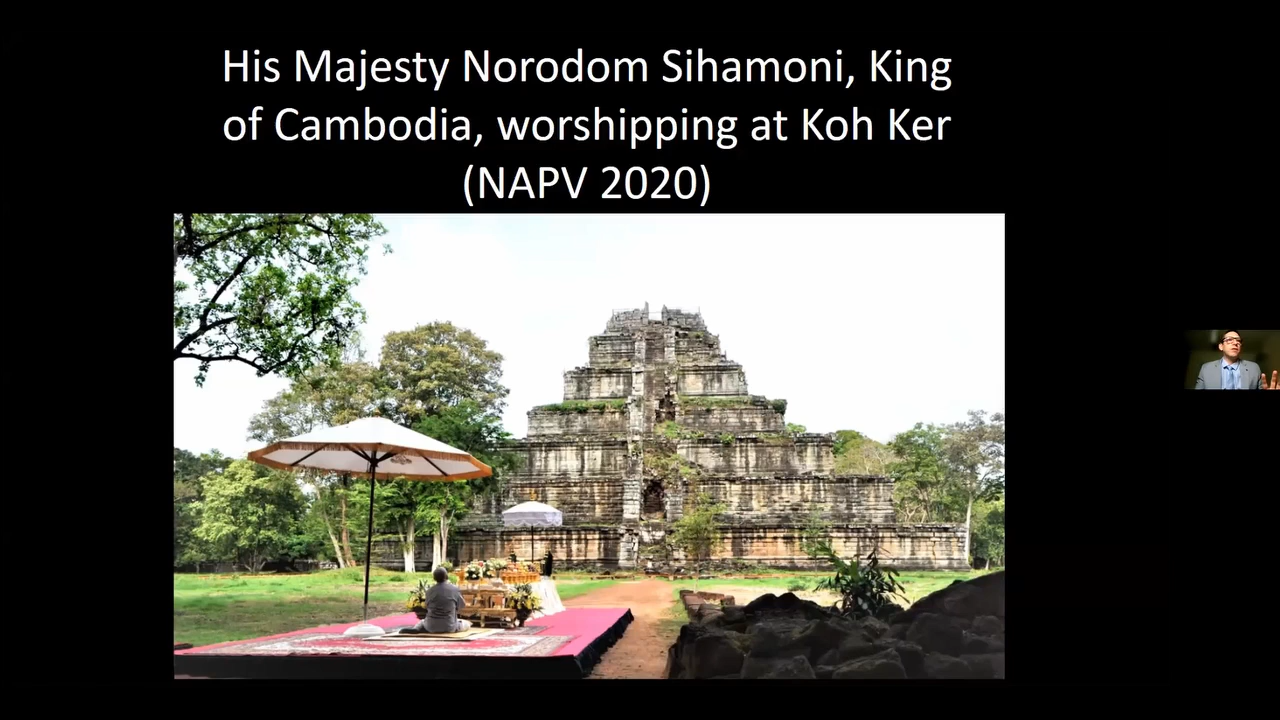 His Majesty Norodom Sihamoni, King
of Cambodia, worshipping at Koh Ker
(NAPV 2020)